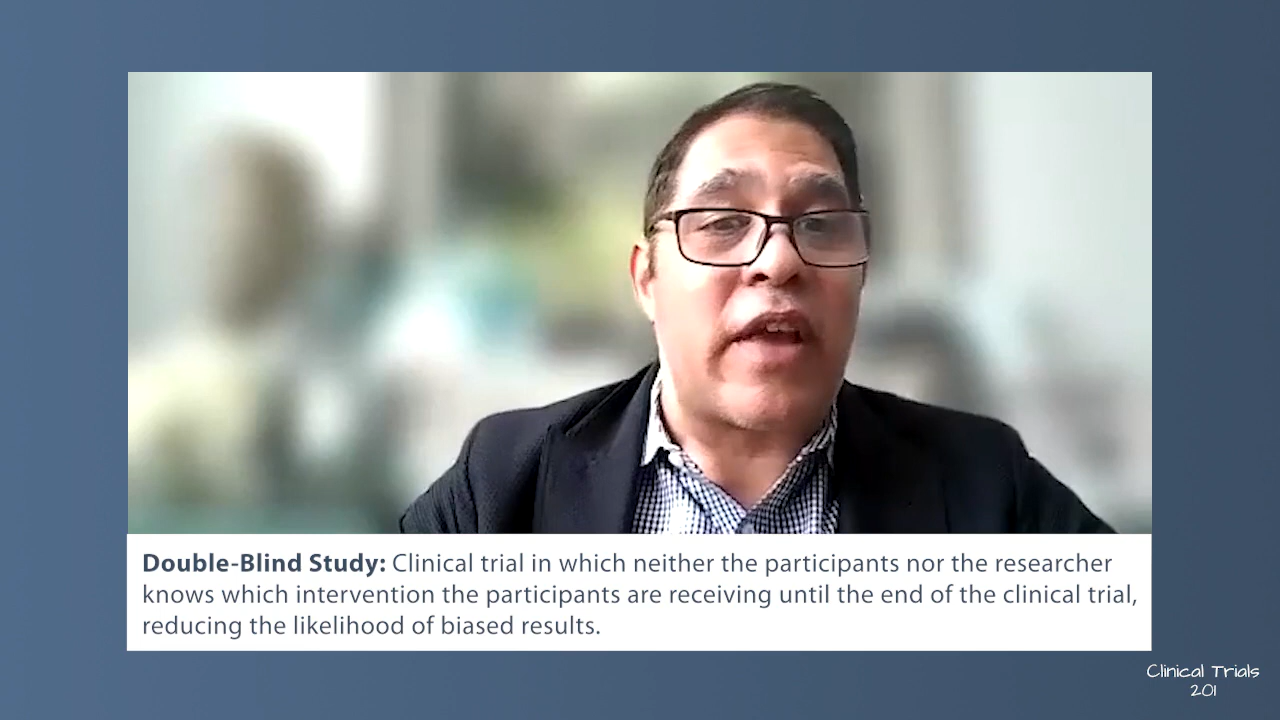 Double-Blind Study: Clinical trial in which neither the participants nor the researcher
knows which intervention the participants are receiving until the end of the clinical trial,
reducing the likelihood of biased results.
Clinical Trials
201